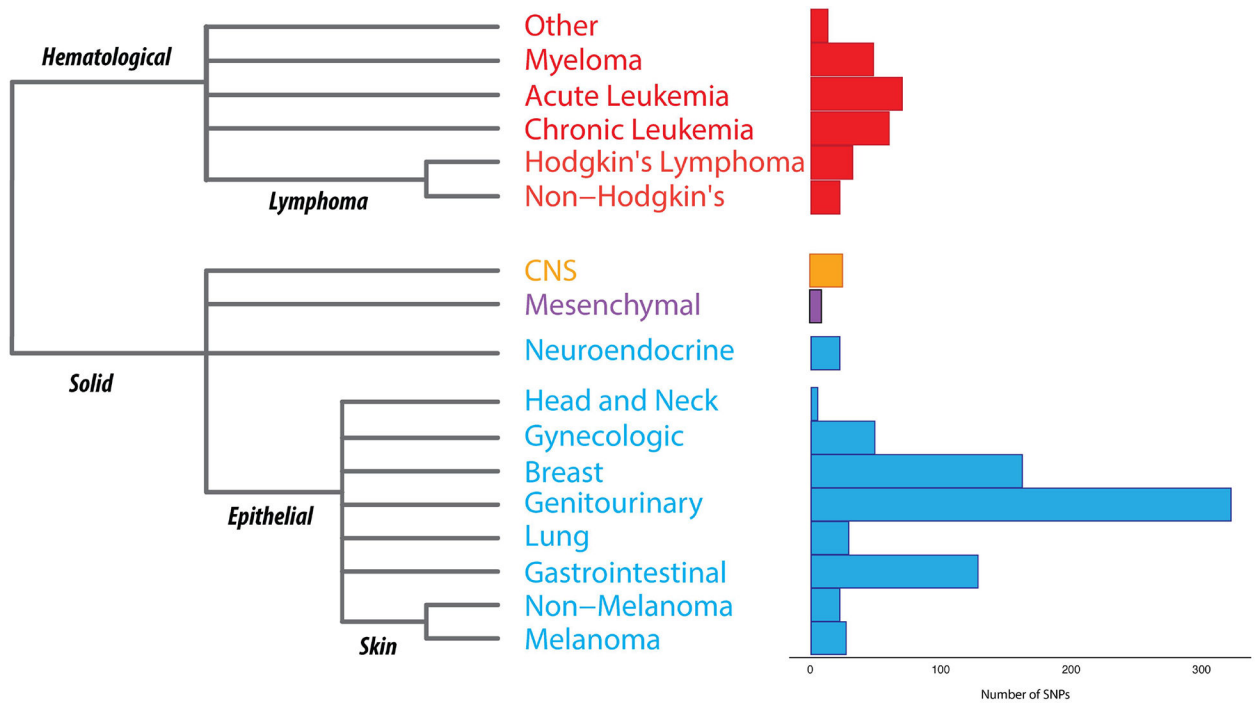 Hematological
Other
Myeloma
Acute Leukemia
Chronic Leukemia
Hodgkin's Lymphoma
Lymphoma
Non−Hodgkin's
CNS
Mesenchymal
Neuroendocrine
Solid
Head and Neck
Gynecologic
Breast
Genitourinary
Epithelial
Lung
Gastrointestinal
Non−Melanoma
Skin
Melanoma
0 100 200 300
Number of SNPs